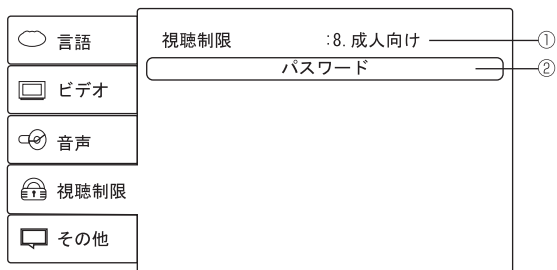 言語
ビデオ
音声
視聴制限
その他
視聴制限 :8. 成人向け ①
パスワード ②